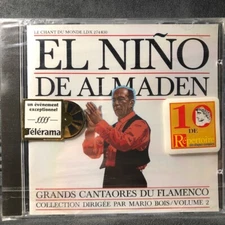 LE CHANT DU MONDE LDX 274 830
EL NIÑO
DE ALMADEN
un événement
exceptionnel
ffff
Télérama
10
DE
Répertoire
GRANDS CANTAORES DU FLAMENCO
COLLECTION DIRIGÉE PAR MARIO BOIS/VOLUME 2